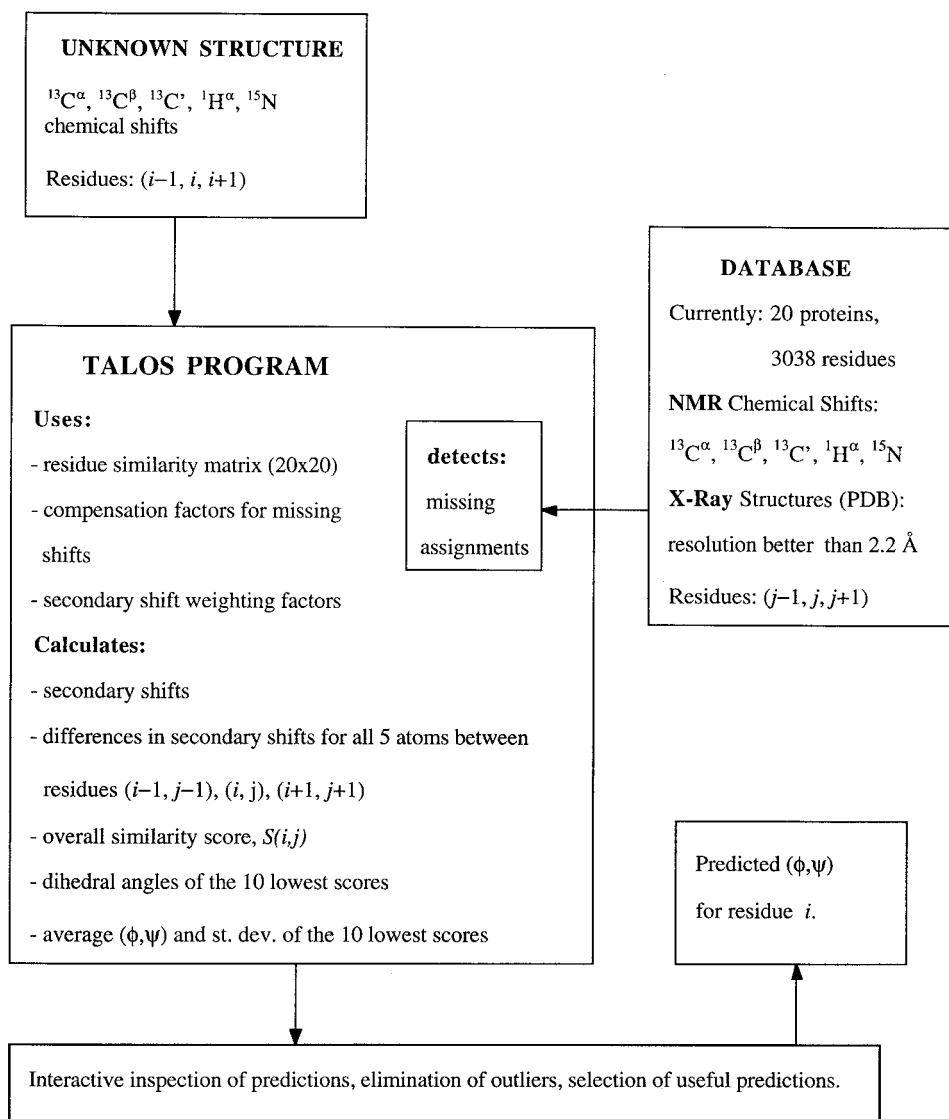 UNKNOWN STRUCTURE
¹³Cᵅ, ¹³Cᵝ, ¹³C’, ¹Hᵅ, ¹⁵N
chemical shifts
Residues: (i−1, i, i+1)
DATABASE
Currently: 20 proteins,
3038 residues
NMR Chemical Shifts:
¹³Cᵅ, ¹³Cᵝ, ¹³C’, ¹Hᵅ, ¹⁵N
X-Ray Structures (PDB):
resolution better than 2.2 Å
Residues: (j−1, j, j+1)
TALOS PROGRAM
Uses:
- residue similarity matrix (20x20)
- compensation factors for missing
shifts
- secondary shift weighting factors
detects:
missing
assignments
Calculates:
- secondary shifts
- differences in secondary shifts for all 5 atoms between
residues (i−1, j−1), (i, j), (i+1, j+1)
- overall similarity score, S(i,j)
- dihedral angles of the 10 lowest scores
- average (ϕ,ψ) and st. dev. of the 10 lowest scores
Predicted (ϕ,ψ)
for residue i.
Interactive inspection of predictions, elimination of outliers, selection of useful predictions.